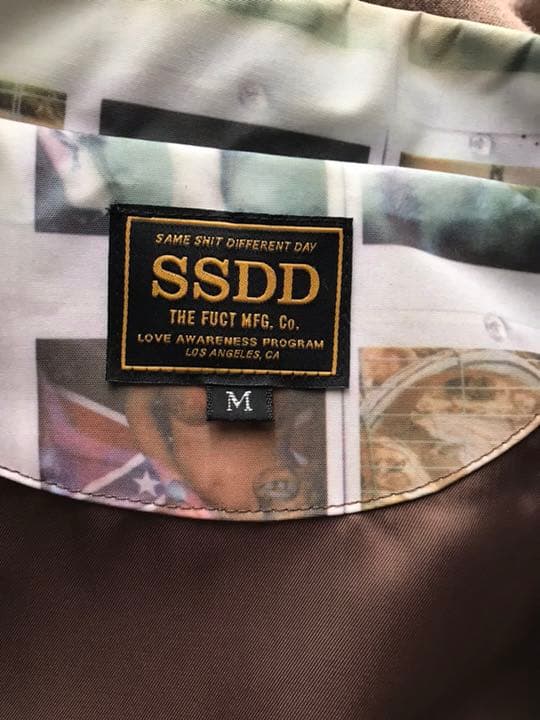 SAME SHIT DIFFERENT DAY
SSDD
THE FUCT MFG. Co.
LOVE AWARENESS PROGRAM
LOS ANGELES, CA
M